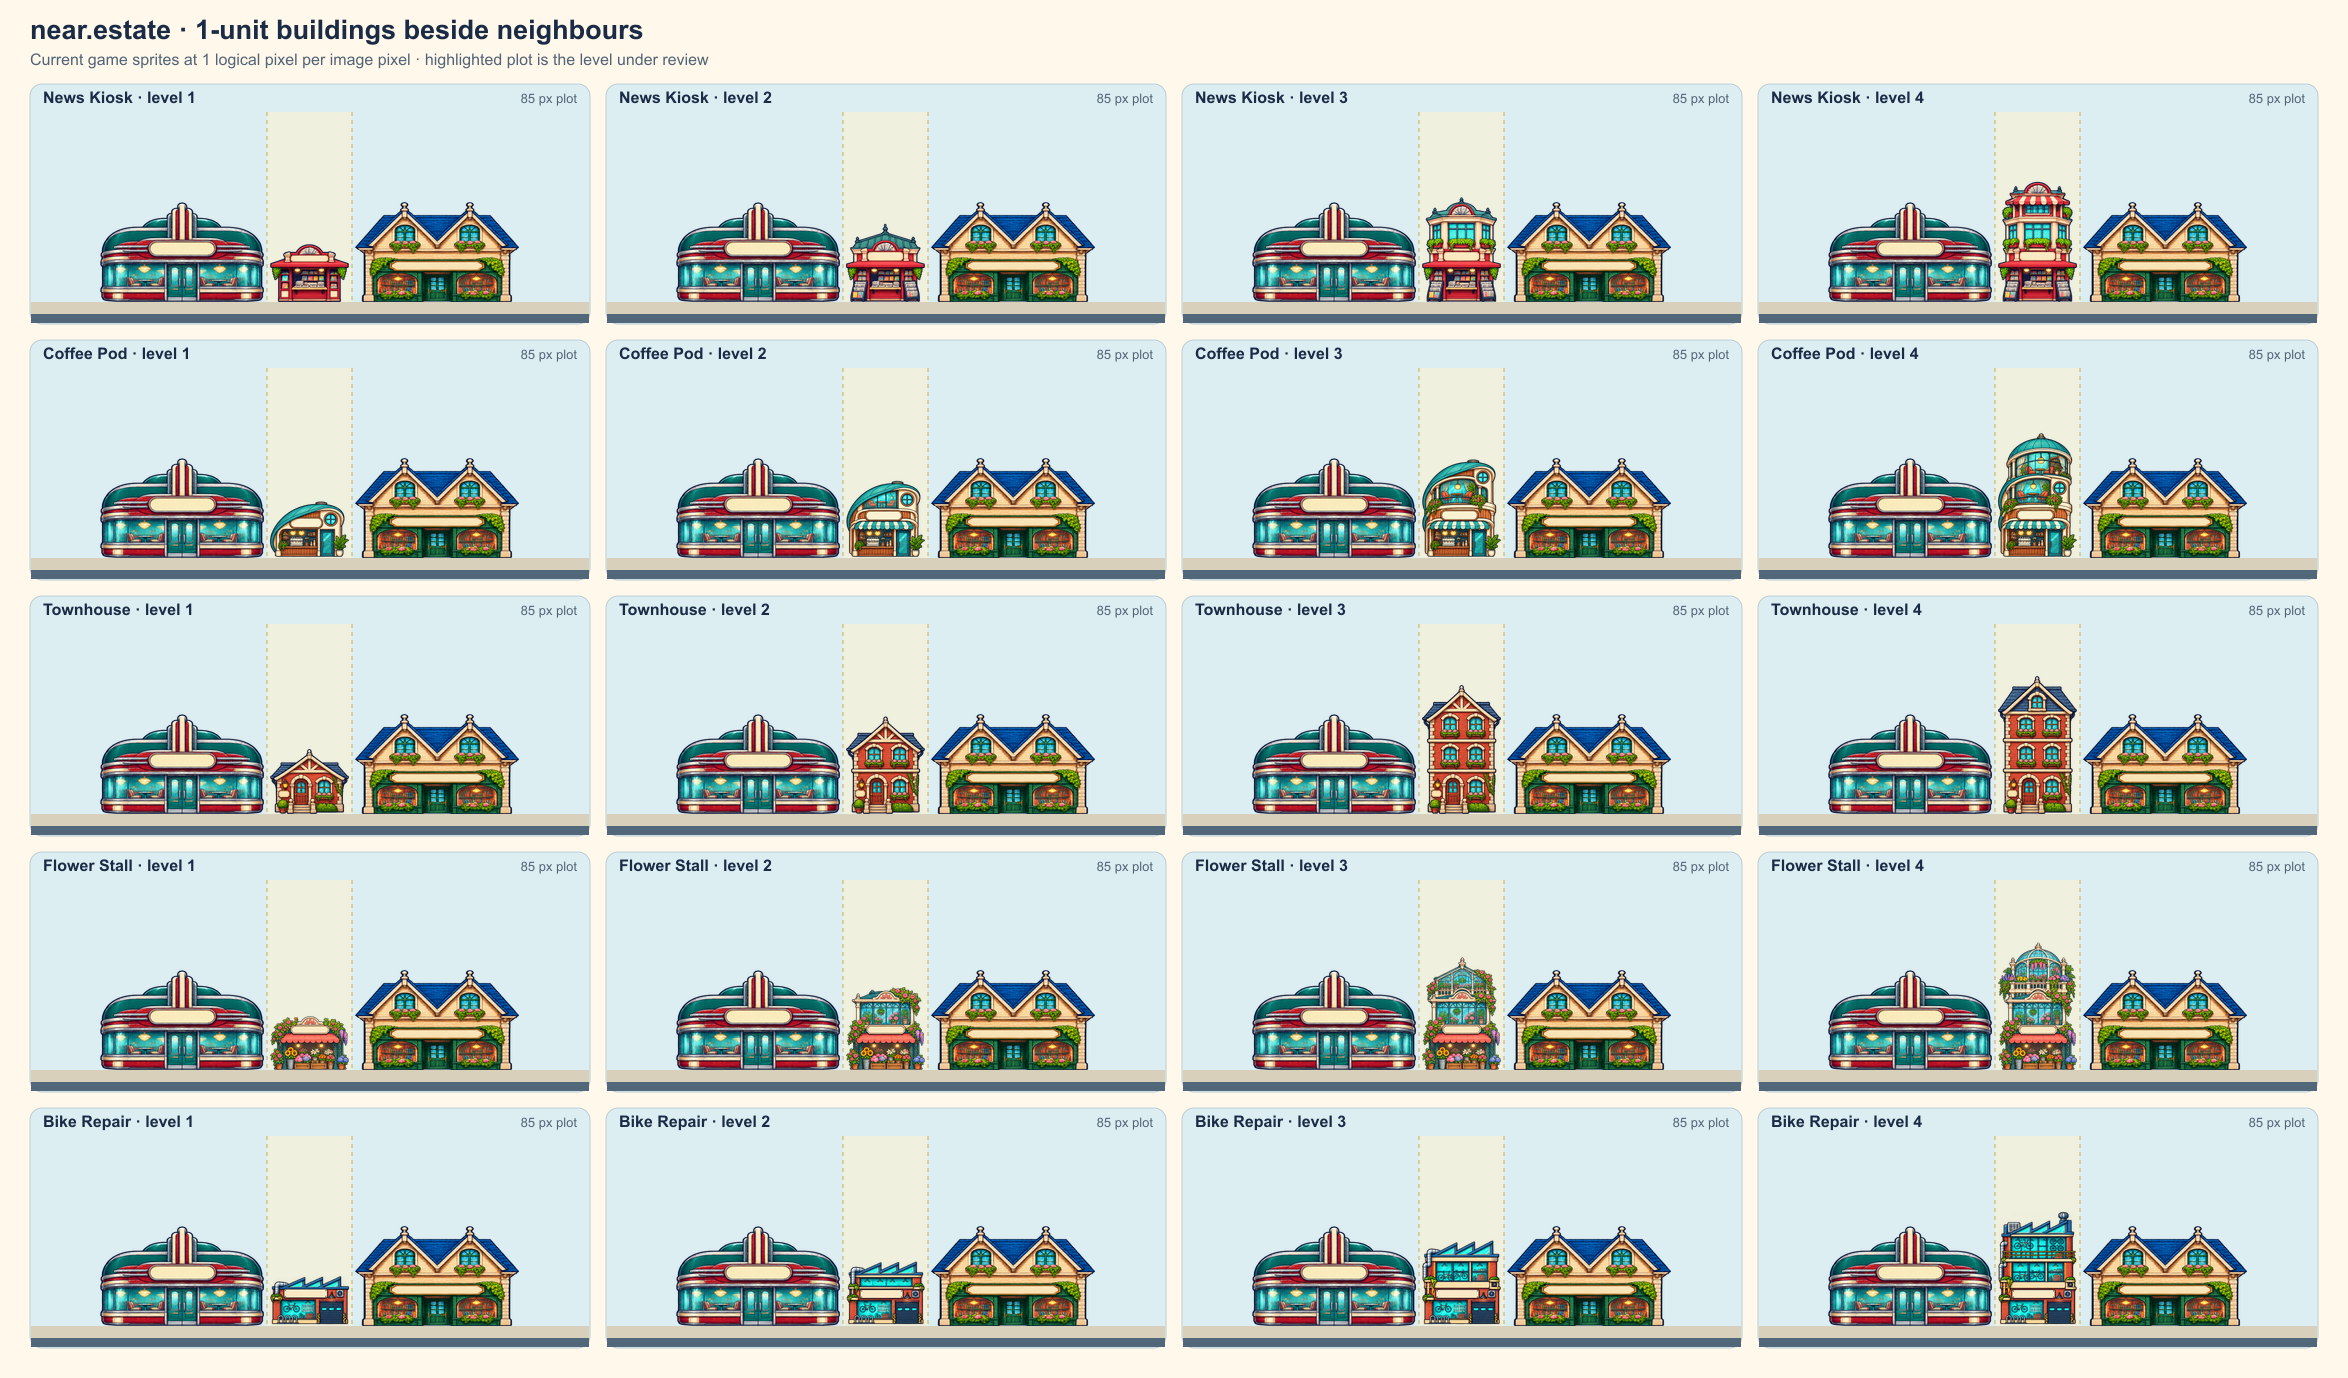 near.estate · 1-unit buildings beside neighbours
Current game sprites at 1 logical pixel per image pixel · highlighted plot is the level under review
News Kiosk · level 1
85 px plot
News Kiosk · level 2
85 px plot
News Kiosk · level 3
85 px plot
News Kiosk · level 4
85 px plot
Coffee Pod · level 1
85 px plot
Coffee Pod · level 2
85 px plot
Coffee Pod · level 3
85 px plot
Coffee Pod · level 4
85 px plot
Townhouse · level 1
85 px plot
Townhouse · level 2
85 px plot
Townhouse · level 3
85 px plot
Townhouse · level 4
85 px plot
Flower Stall · level 1
85 px plot
Flower Stall · level 2
85 px plot
Flower Stall · level 3
85 px plot
Flower Stall · level 4
85 px plot
Bike Repair · level 1
85 px plot
Bike Repair · level 2
85 px plot
Bike Repair · level 3
85 px plot
Bike Repair · level 4
85 px plot